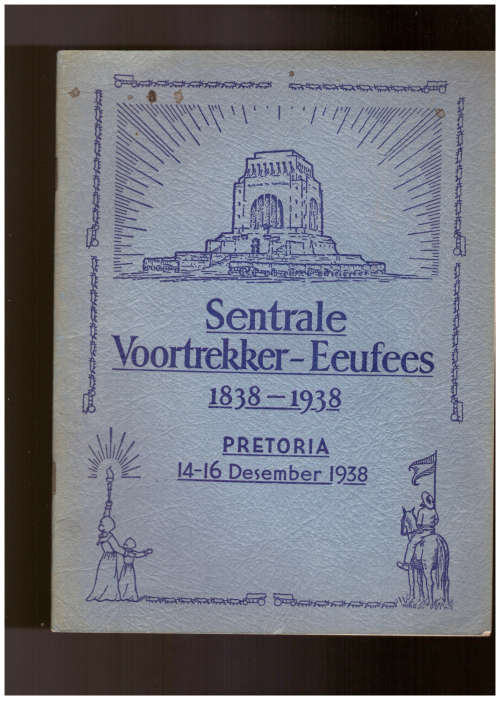 Sentrale
Voortrekker-Eeufees
1838-1938
PRETORIA
14-16 Desember 1938